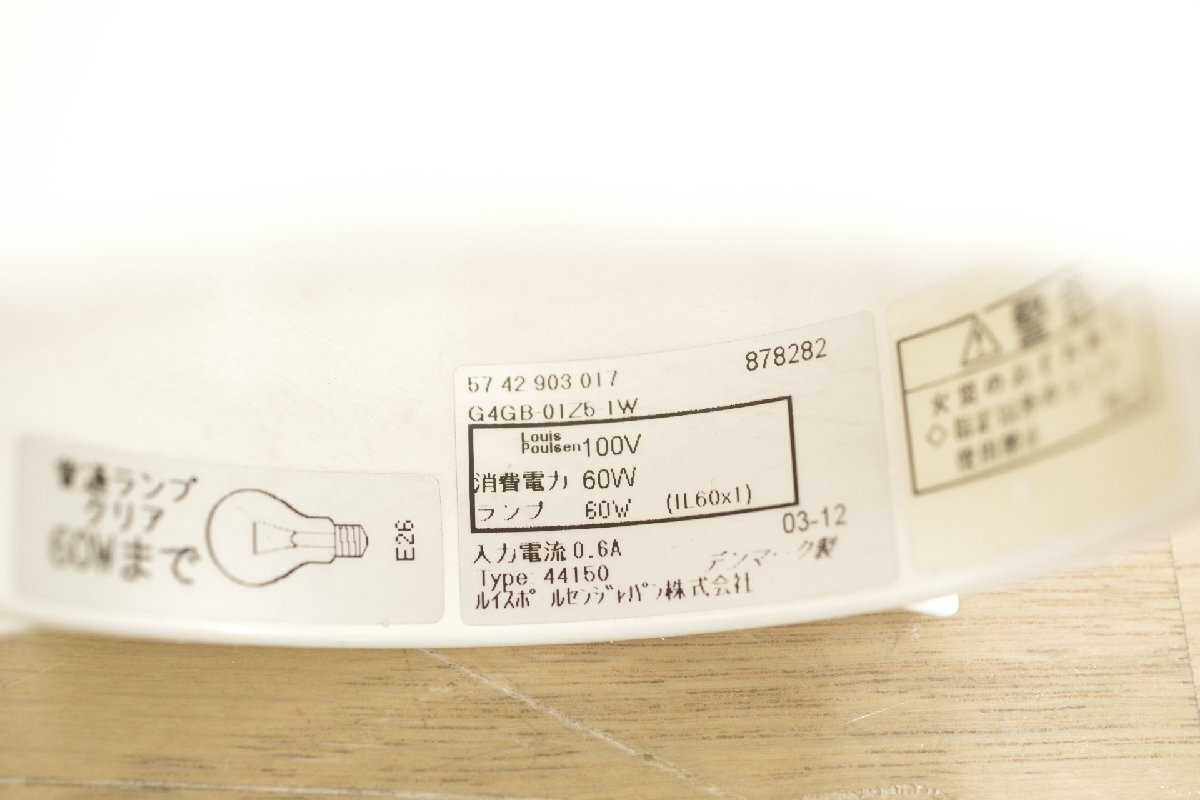 普通ランプ
クリア
60Wまで
E26
878282
57 42 903 017
G4GB-01Z5-1W
Louis
Poulsen 100V
消費電力 60W
ランプ 60W (IL60x1)
03-12
入力電流 0.6A
デンマーク製
Type: 44150
ルイスポールセンジャパン株式会社
警告
火災の